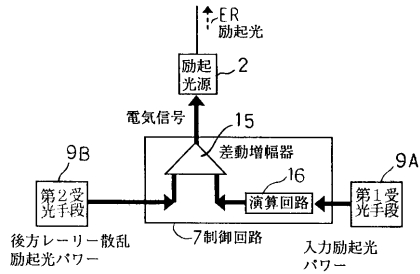 ER
励起光
励起
光源
2
電気信号
15
9B
差動増幅器
9A
16
第2受
光手段
演算回路
第1受
光手段
7制御回路
後方レーリー散乱
励起光パワー
入力励起光
パワー